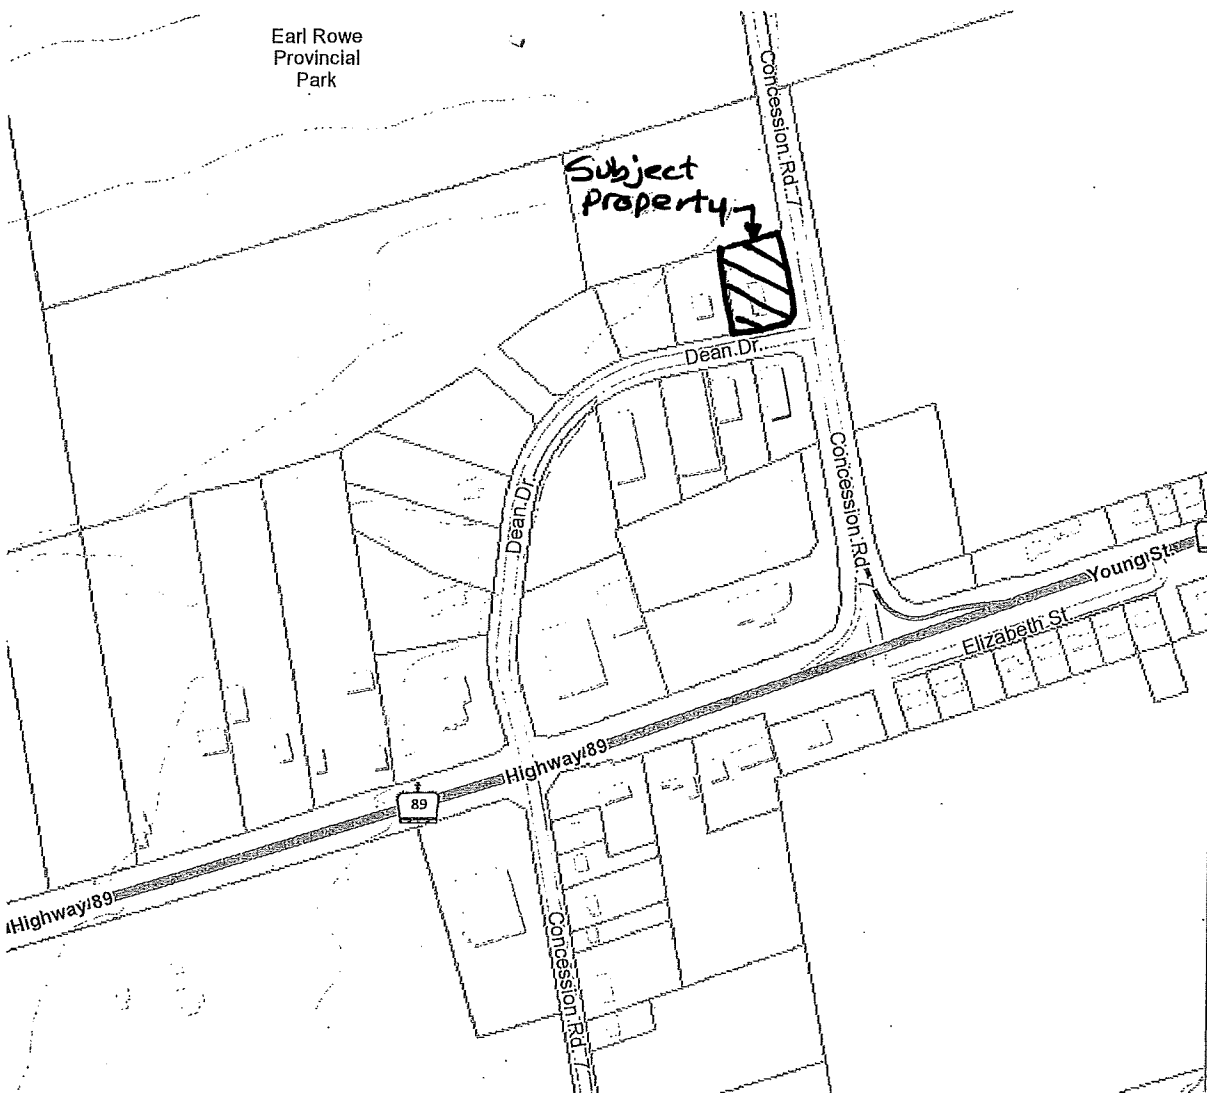 Earl Rowe
Provincial
Park
Concession Rd. 7
Subject
Property
Dean Dr.
Dean Dr.
Concession Rd. 7
Young St.
Elizabeth St
Highway 89
89
Highway 89
Concession Rd. 7